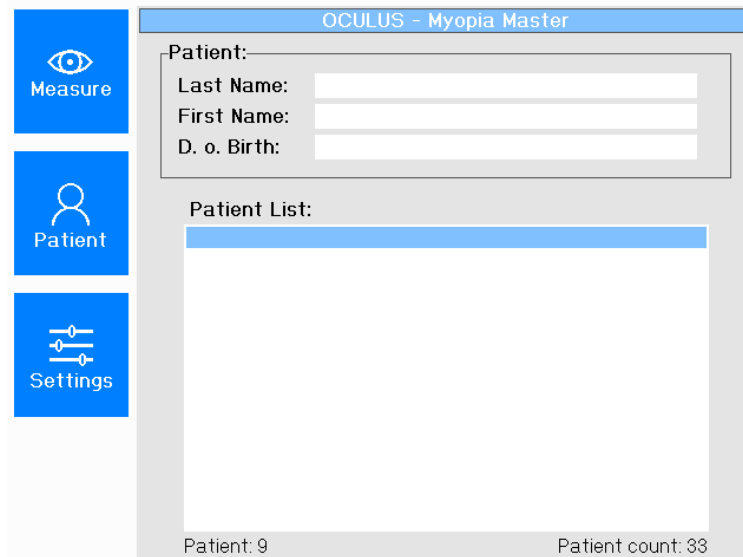 OCULUS - Myopia Master
Measure
Patient
Settings
Patient:
Last Name:
First Name:
D. o. Birth:
Patient List:
Patient: 9
Patient count: 33